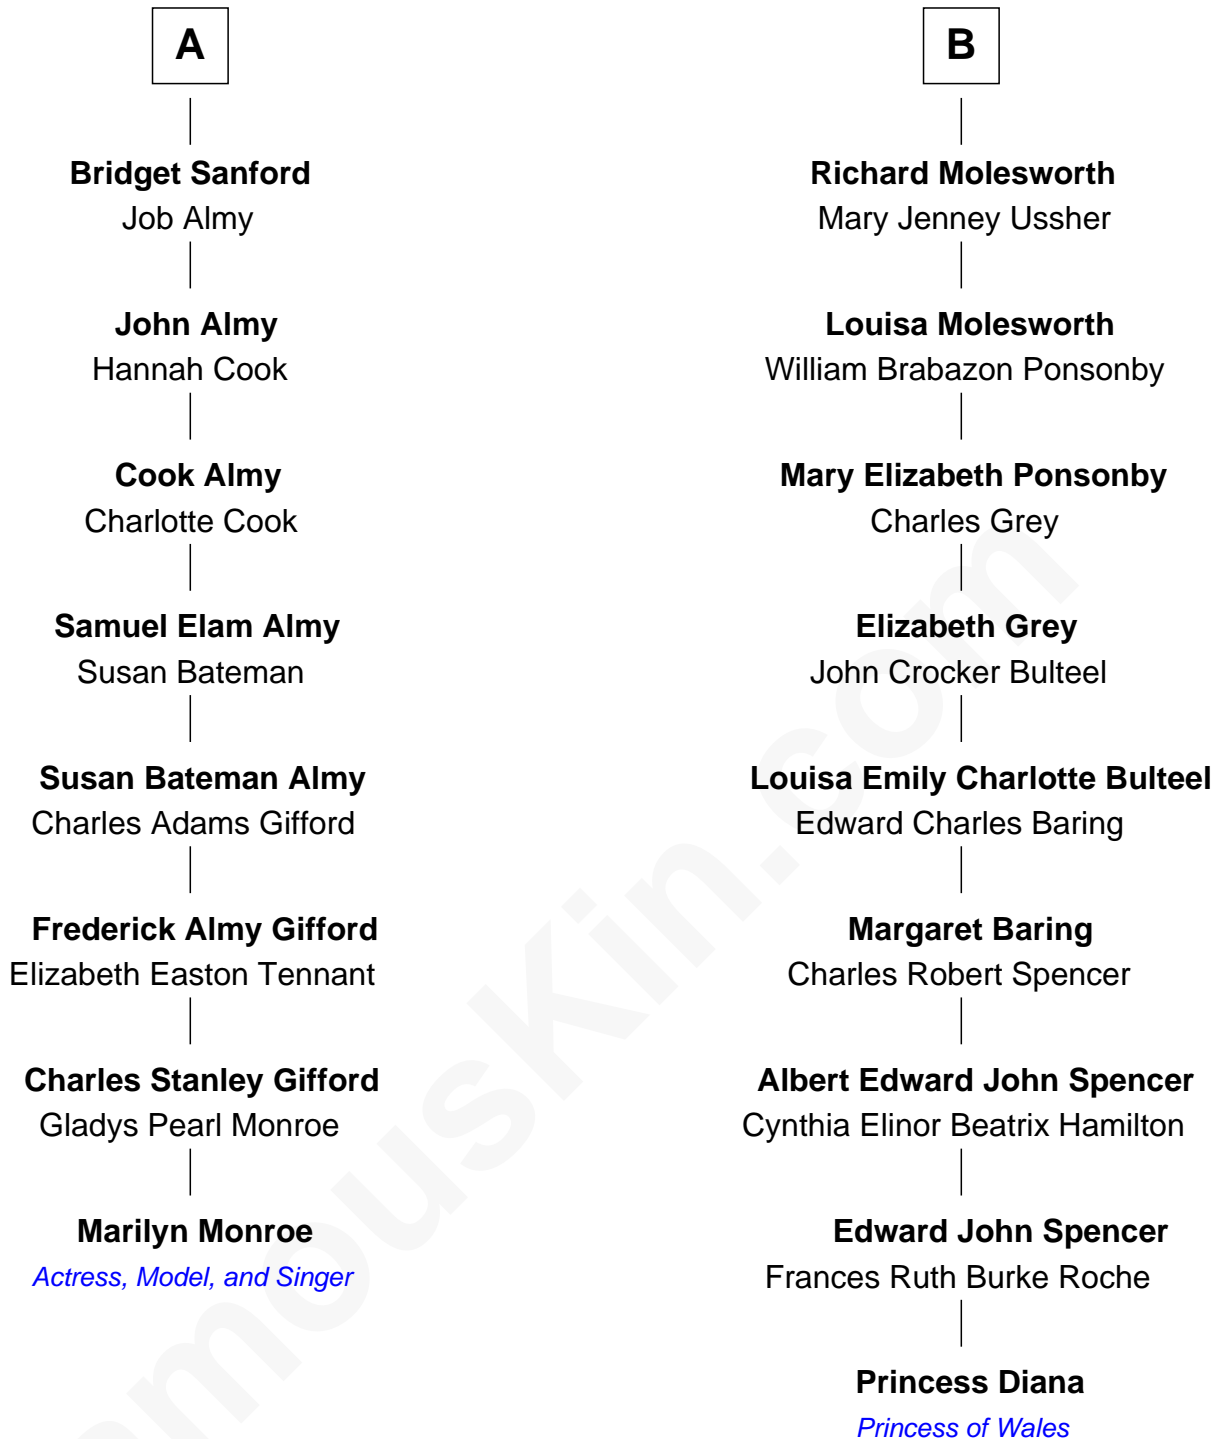 A
Bridget Sanford
Job Almy
John Almy
Hannah Cook
Cook Almy
Charlotte Cook
Samuel Elam Almy
Susan Bateman
Susan Bateman Almy
Charles Adams Gifford
Frederick Almy Gifford
Elizabeth Easton Tennant
Charles Stanley Gifford
Gladys Pearl Monroe
Marilyn Monroe
Actress, Model, and Singer
B
Richard Molesworth
Mary Jenney Ussher
Louisa Molesworth
William Brabazon Ponsonby
Mary Elizabeth Ponsonby
Charles Grey
Elizabeth Grey
John Crocker Bulteel
Louisa Emily Charlotte Bulteel
Edward Charles Baring
Margaret Baring
Charles Robert Spencer
Albert Edward John Spencer
Cynthia Elinor Beatrix Hamilton
Edward John Spencer
Frances Ruth Burke Roche
Princess Diana
Princess of Wales
amouskin.com